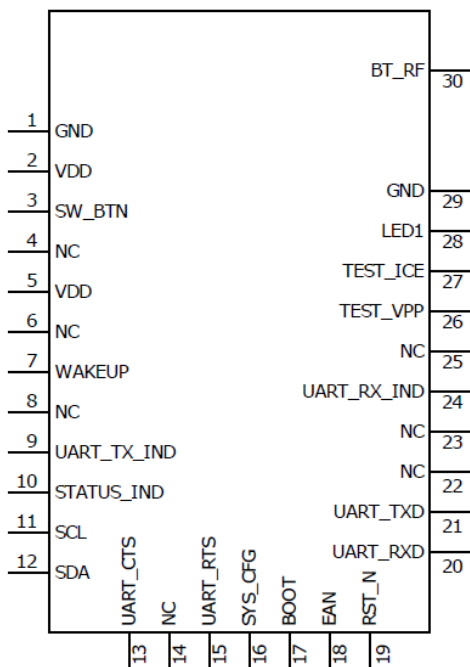 BT_RF
30
1
GND
2
VDD
3
SW_BTN
4
NC
5
VDD
6
NC
7
WAKEUP
8
NC
9
UART_TX_IND
10
STATUS_IND
11
SCL
12
SDA
GND
29
LED1
28
TEST_ICE
27
TEST_VPP
26
NC
25
UART_RX_IND
24
NC
23
NC
22
UART_TXD
21
UART_RXD
20
UART_CTS
13
NC
14
UART_RTS
15
SYS_CFG
16
BOOT
17
EAN
18
RST_N
19